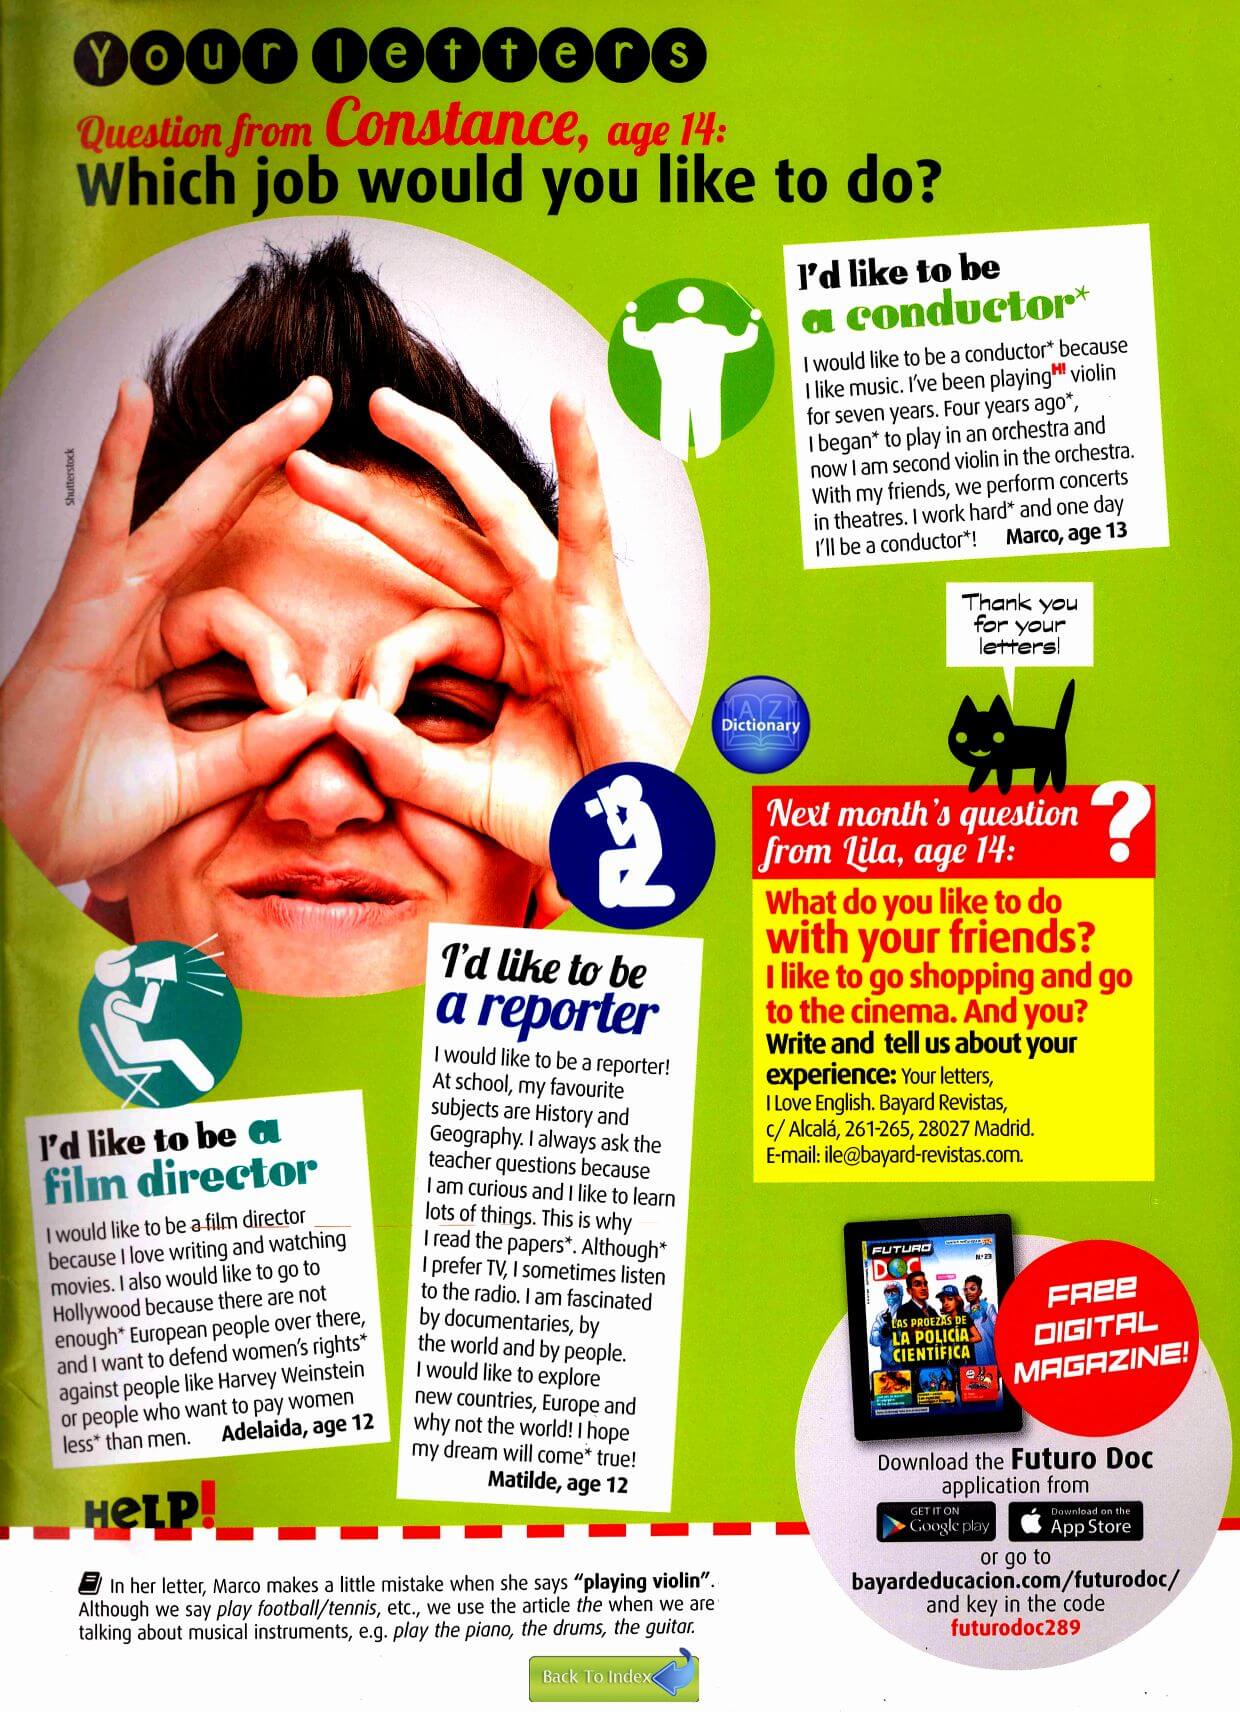 Your letters
Question from Constance, age 14:
Which job would you like to do?
Shutterstock
I'd like to be
a conductor*
I would like to be a conductor* because
I like music. I've been playing HI! violin
for seven years. Four years ago*,
I began* to play in an orchestra and
now I am second violin in the orchestra.
With my friends, we perform concerts
in theatres. I work hard* and one day
I'll be a conductor*! Marco, age 13
Thank you
for your
letters!
A Z
Dictionary
Next month's question
from Lila, age 14:
?
What do you like to do
with your friends?
I like to go shopping and go
to the cinema. And you?
Write and tell us about your
experience: Your letters,
I Love English. Bayard Revistas,
c/ Alcalá, 261-265, 28027 Madrid.
E-mail: ile@bayard-revistas.com.
I'd like to be
a reporter
I would like to be a reporter!
At school, my favourite
subjects are History and
Geography. I always ask the
teacher questions because
I am curious and I like to learn
lots of things. This is why
I read the papers*. Although*
I prefer TV, I sometimes listen
to the radio. I am fascinated
by documentaries, by
the world and by people.
I would like to explore
new countries, Europe and
why not the world! I hope
my dream will come* true!
Matilde, age 12
I'd like to be a
film director
I would like to be a film director
because I love writing and watching
movies. I also would like to go to
Hollywood because there are not
enough* European people over there,
and I want to defend women's rights*
against people like Harvey Weinstein
or people who want to pay women
less* than men. Adelaida, age 12
FUTURO
DOC
Nº23
LAS PROEZAS DE
LA POLICÍA
CIENTÍFICA
FREE
DIGITAL
MAGAZINE!
Download the Futuro Doc
application from
GET IT ON
Google play
Download on the
App Store
or go to
bayardeducacion.com/futurodoc/
and key in the code
futurodoc289
HELP!
In her letter, Marco makes a little mistake when she says "playing violin".
Although we say play football/tennis, etc., we use the article the when we are
talking about musical instruments, e.g. play the piano, the drums, the guitar.
Back To Index